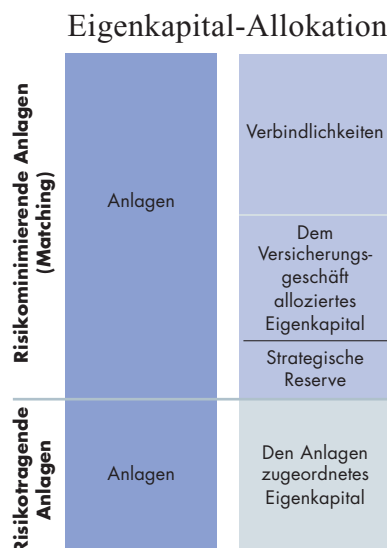 Eigenkapital-Allokation
Risikominimierende Anlagen
(Matching)
Anlagen
Verbindlichkeiten
Dem
Versicherungs-
geschäft
alloziertes
Eigenkapital
Strategische
Reserve
Risikotragende
Anlagen
Anlagen
Den Anlagen
zugeordnetes
Eigenkapital